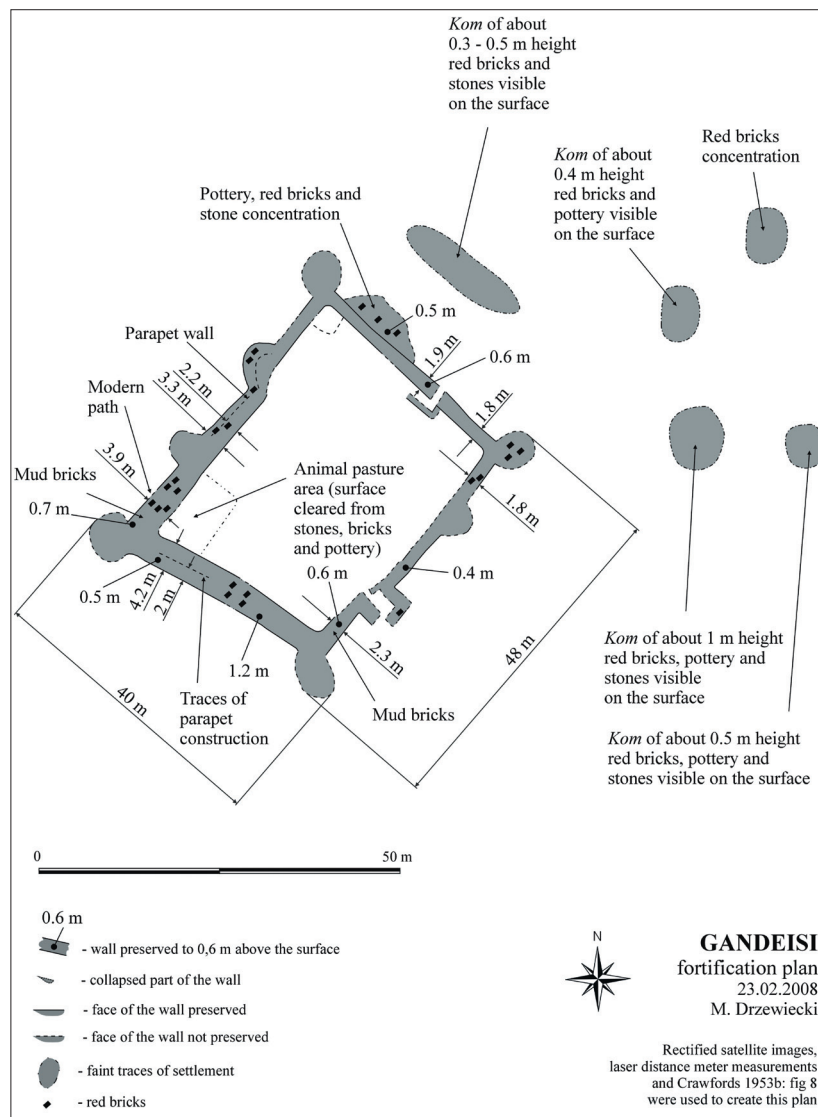 Kom of about
0.3 - 0.5 m height
red bricks and
stones visible
on the surface
Red bricks
concentration
Kom of about
0.4 m height
red bricks and
pottery visible
on the surface
Pottery, red bricks and
stone concentration
0.5 m
Parapet wall
1.9 m
0.6 m
2.2 m
3.3 m
Modern
path
1.8 m
3.9 m
Mud bricks
0.7 m
Animal pasture
area (surface
cleared from
stones, bricks
and pottery)
1.8 m
0.5 m
4.2 m
2 m
0.6 m
0.4 m
1.2 m
2.3 m
48 m
Kom of about 1 m height
red bricks, pottery and
stones visible
on the surface
40 m
Traces of
parapet
construction
Mud bricks
Kom of about 0.5 m height
red bricks, pottery and
stones visible on the surface
0
50 m
0.6 m
- wall preserved to 0,6 m above the surface
- collapsed part of the wall
- face of the wall preserved
- face of the wall not preserved
- faint traces of settlement
- red bricks
N
GANDEISI
fortification plan
23.02.2008
M. Drzewiecki
Rectified satellite images,
laser distance meter measurements
and Crawfords 1953b: fig 8
were used to create this plan